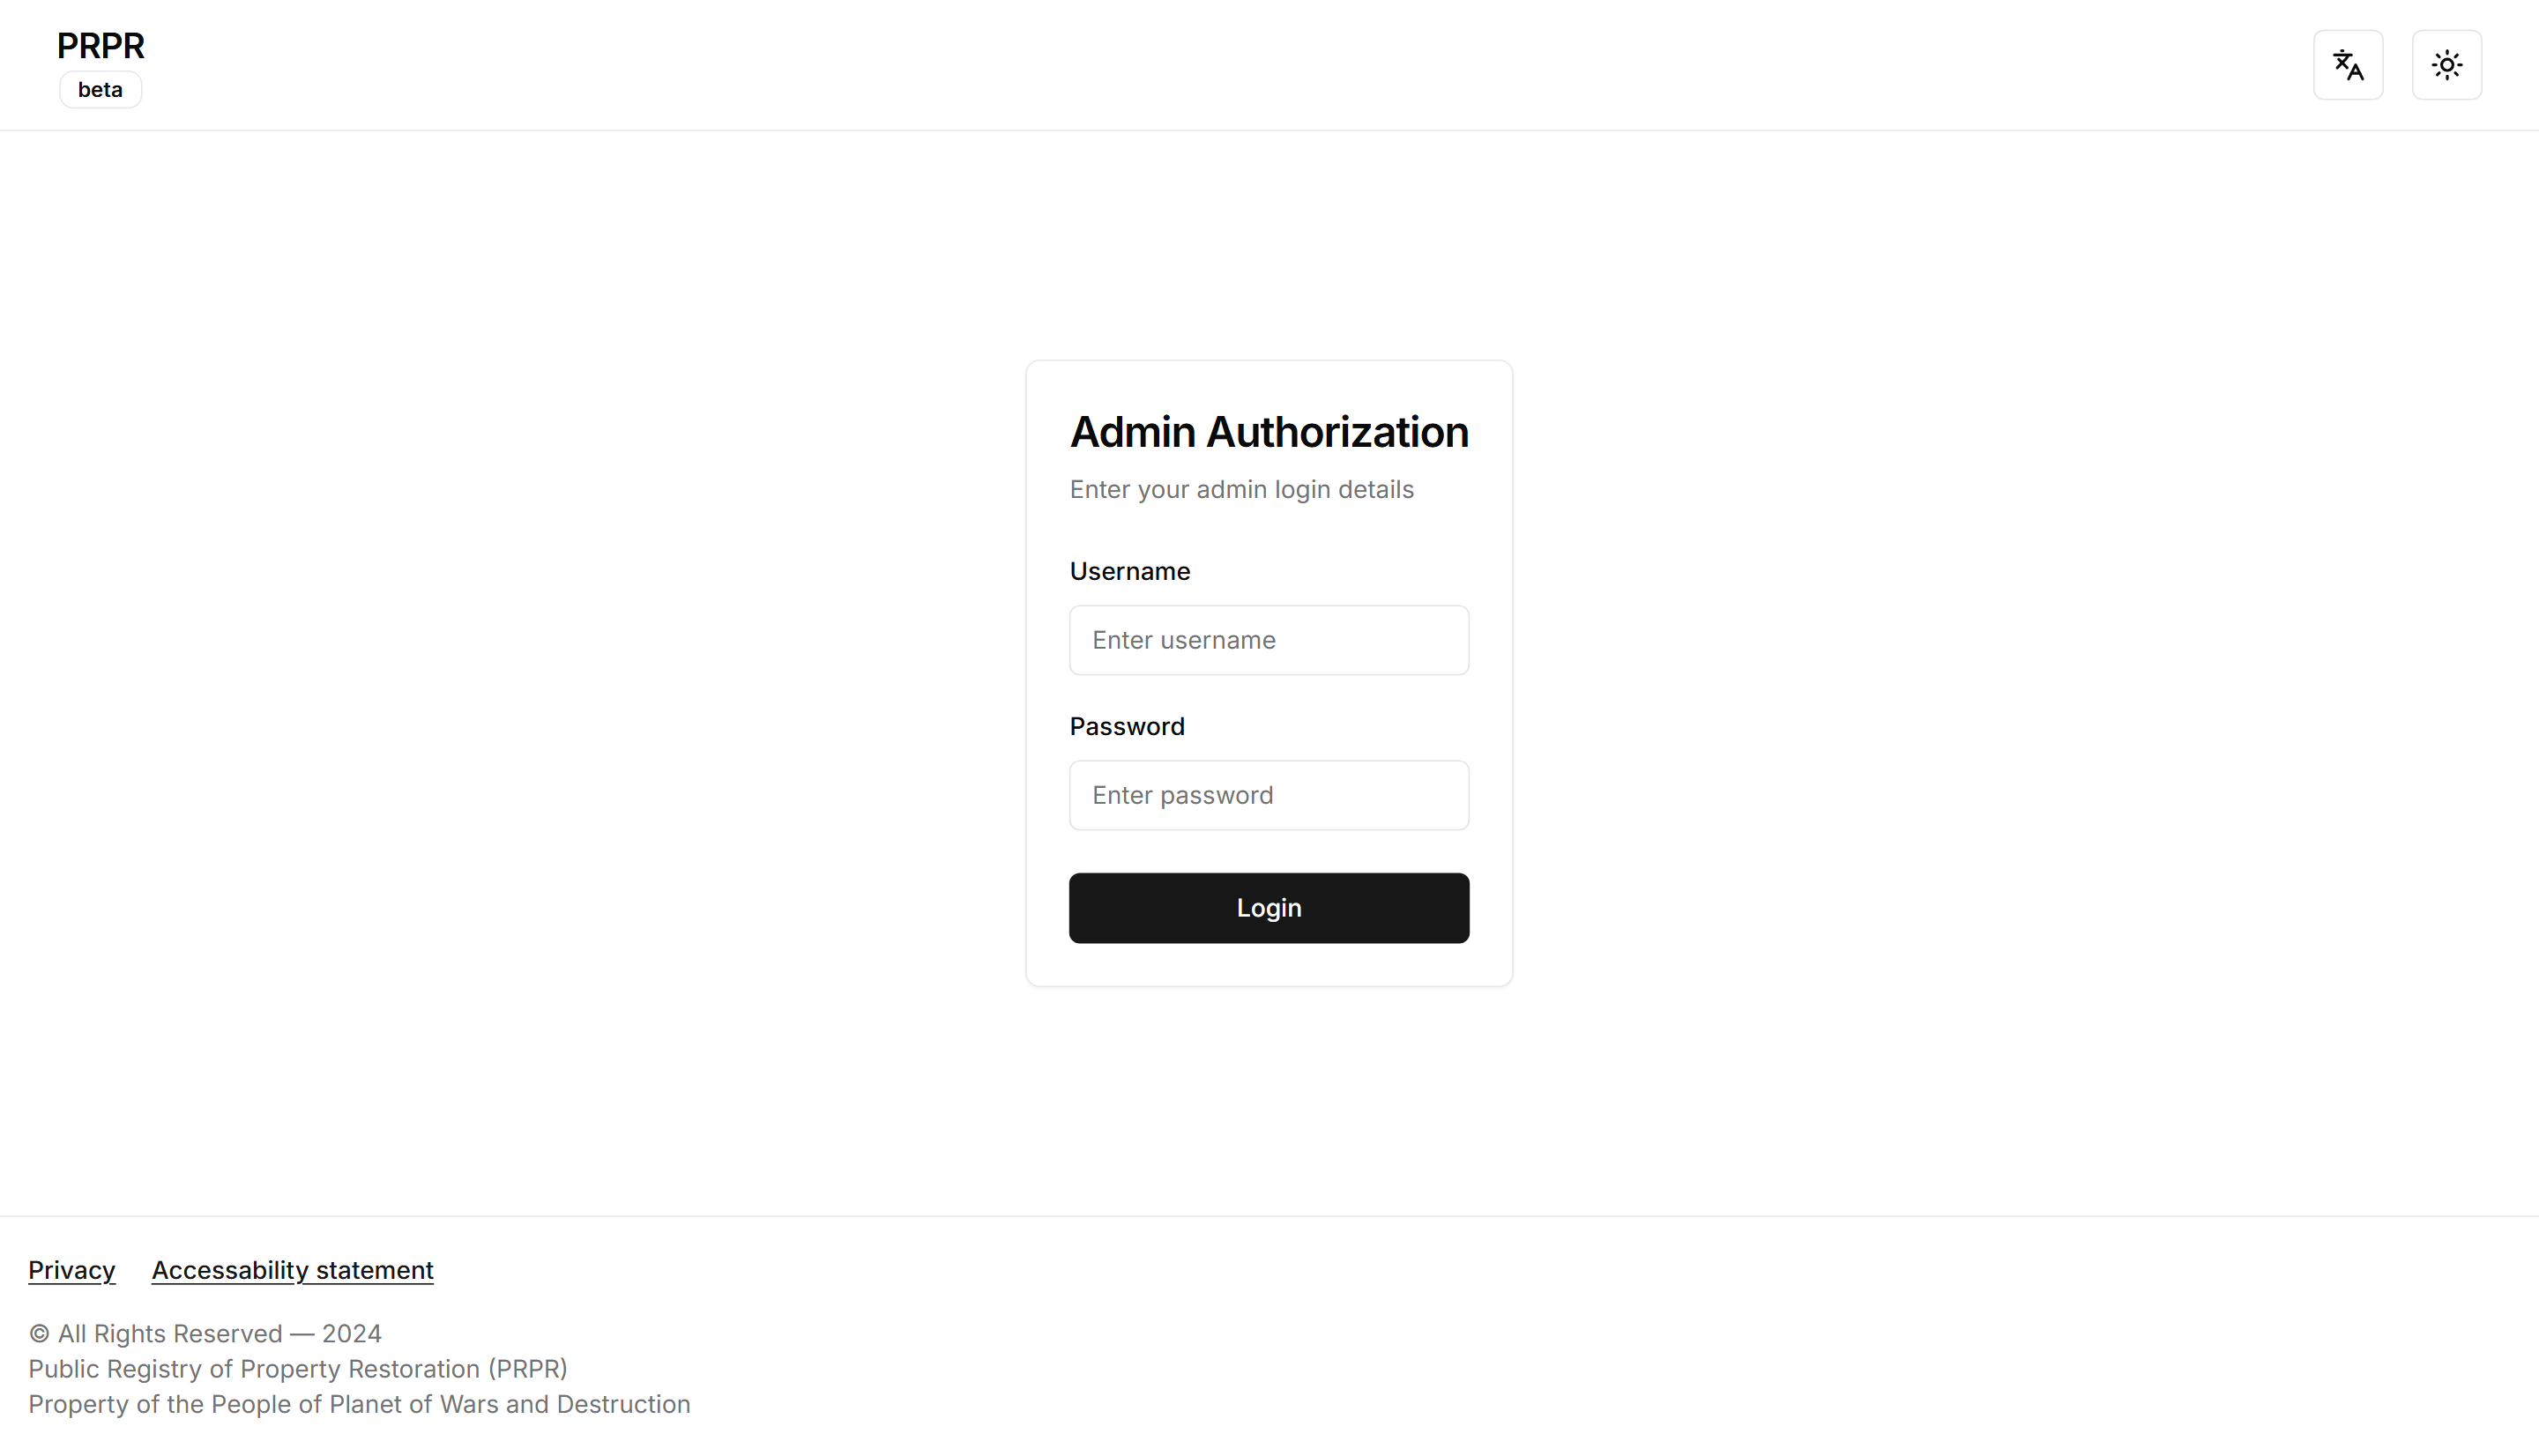 PRPR
beta
Admin Authorization
Enter your admin login details
Username
Enter username
Password
Enter password
Login
Privacy
Accessability statement
© All Rights Reserved — 2024
Public Registry of Property Restoration (PRPR)
Property of the People of Planet of Wars and Destruction